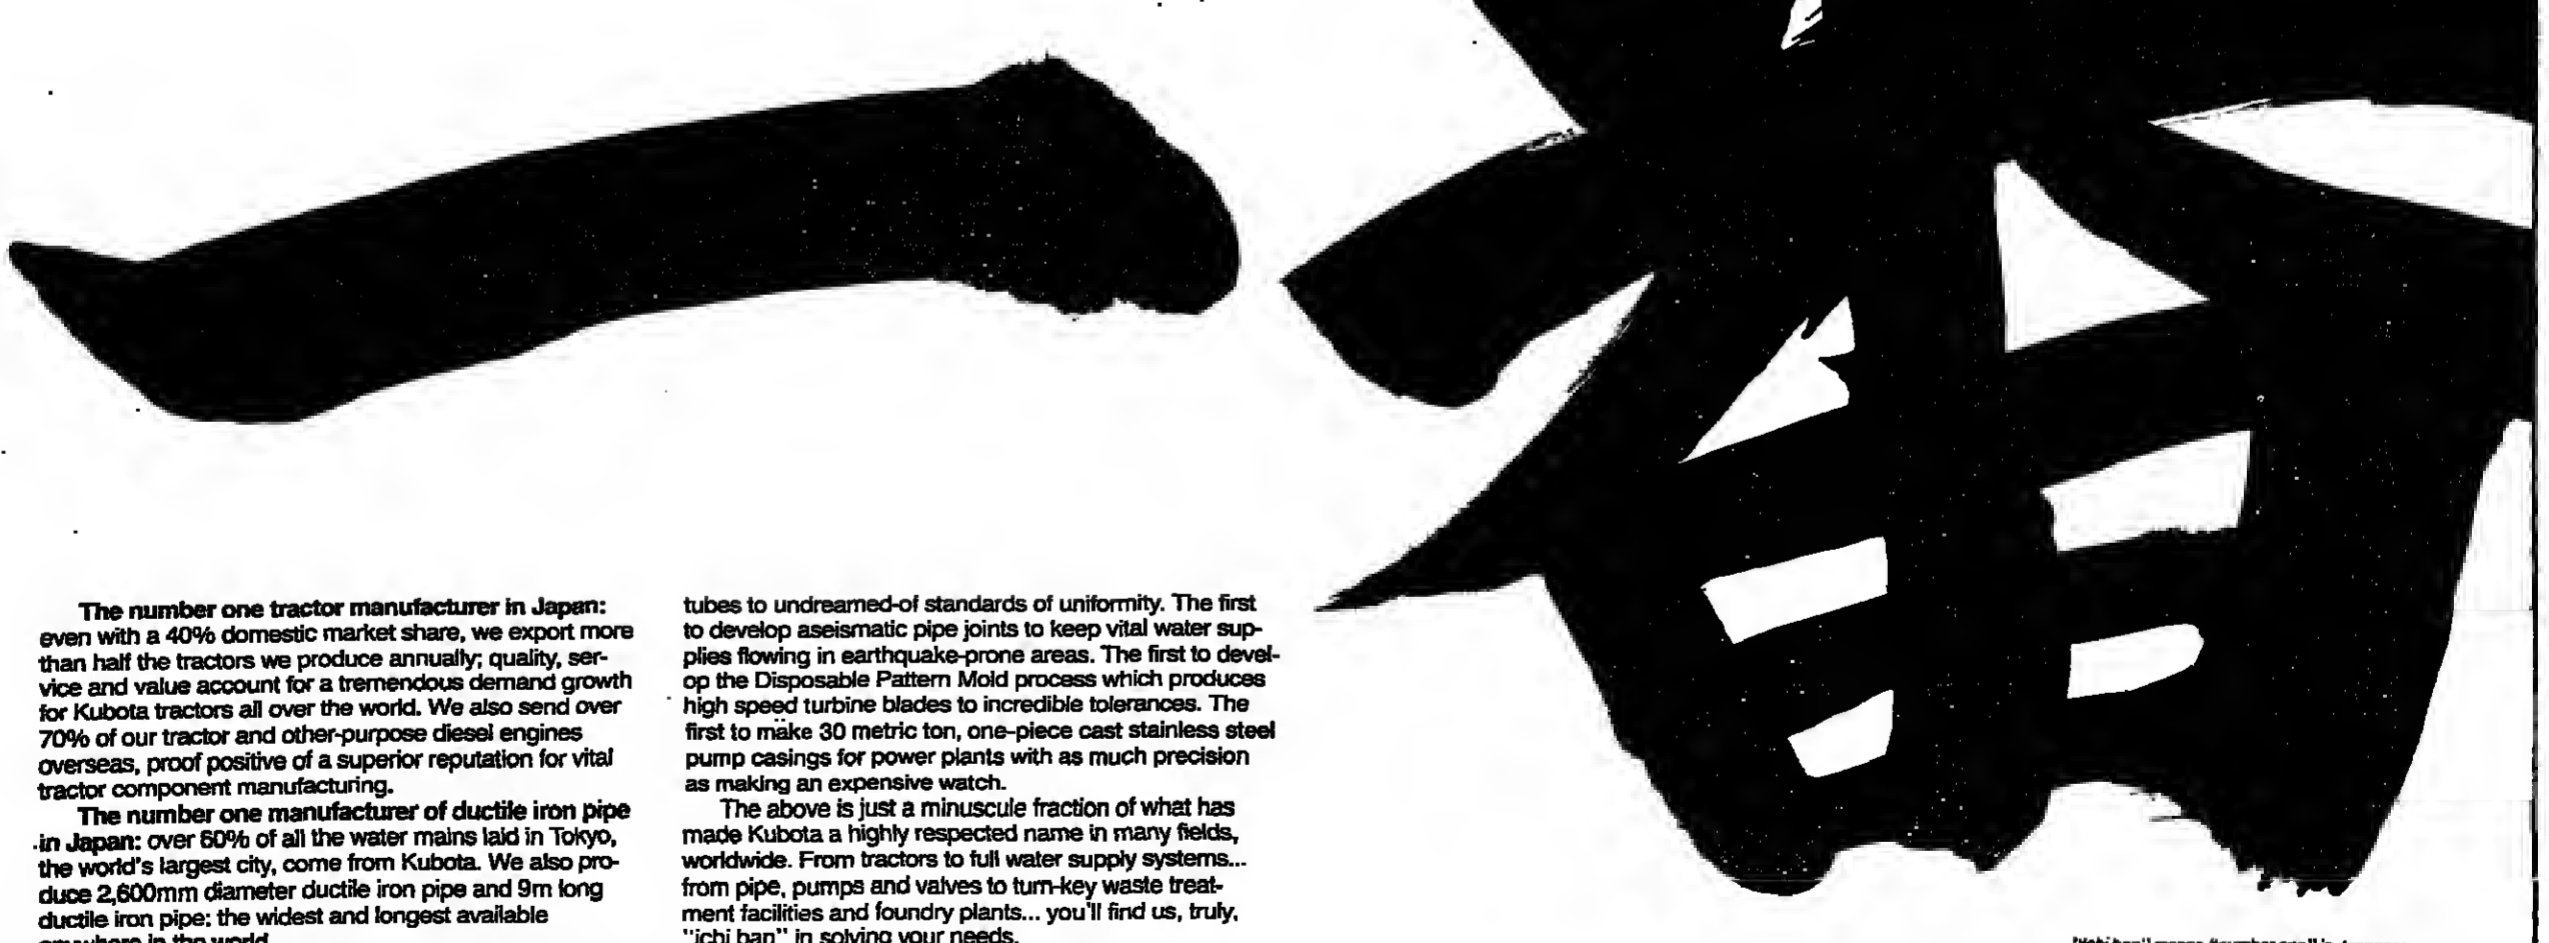 一番
The number one tractor manufacturer in Japan:
even with a 40% domestic market share, we export more
than half the tractors we produce annually; quality, ser-
vice and value account for a tremendous demand growth
for Kubota tractors all over the world. We also send over
70% of our tractor and other-purpose diesel engines
overseas, proof positive of a superior reputation for vital
tractor component manufacturing.
The number one manufacturer of ductile iron pipe
in Japan: over 60% of all the water mains laid in Tokyo,
the world's largest city, come from Kubota. We also pro-
duce 2,600mm diameter ductile iron pipe and 9m long
ductile iron pipe: the widest and longest available
anywhere in the world.
tubes to undreamed-of standards of uniformity. The first
to develop aseismatic pipe joints to keep vital water sup-
plies flowing in earthquake-prone areas. The first to devel-
op the Disposable Pattern Mold process which produces
high speed turbine blades to incredible tolerances. The
first to make 30 metric ton, one-piece cast stainless steel
pump casings for power plants with as much precision
as making an expensive watch.
The above is just a minuscule fraction of what has
made Kubota a highly respected name in many fields,
worldwide. From tractors to full water supply systems...
from pipe, pumps and valves to turn-key waste treat-
ment facilities and foundry plants... you'll find us, truly,
"ichi ban" in solving your needs.